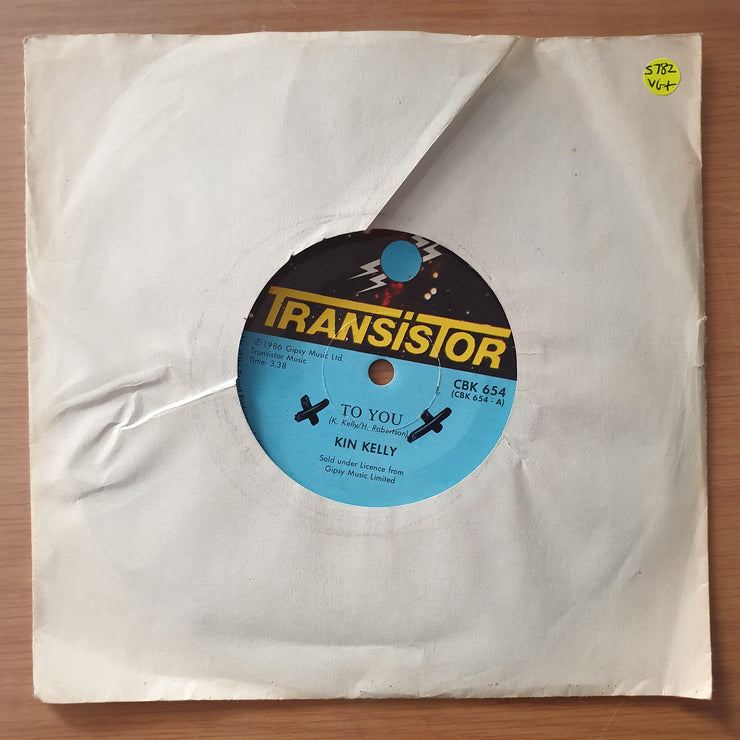 S782
VG+
TRANSISTOR
℗ 1986 Gipsy Music Ltd.
Transistor Music
Time: 3.38
CBK 654
(CBK 654 - A)
TO YOU
(K. Kelly/H. Robertson)
KIN KELLY
Sold under Licence from
Gipsy Music Limited